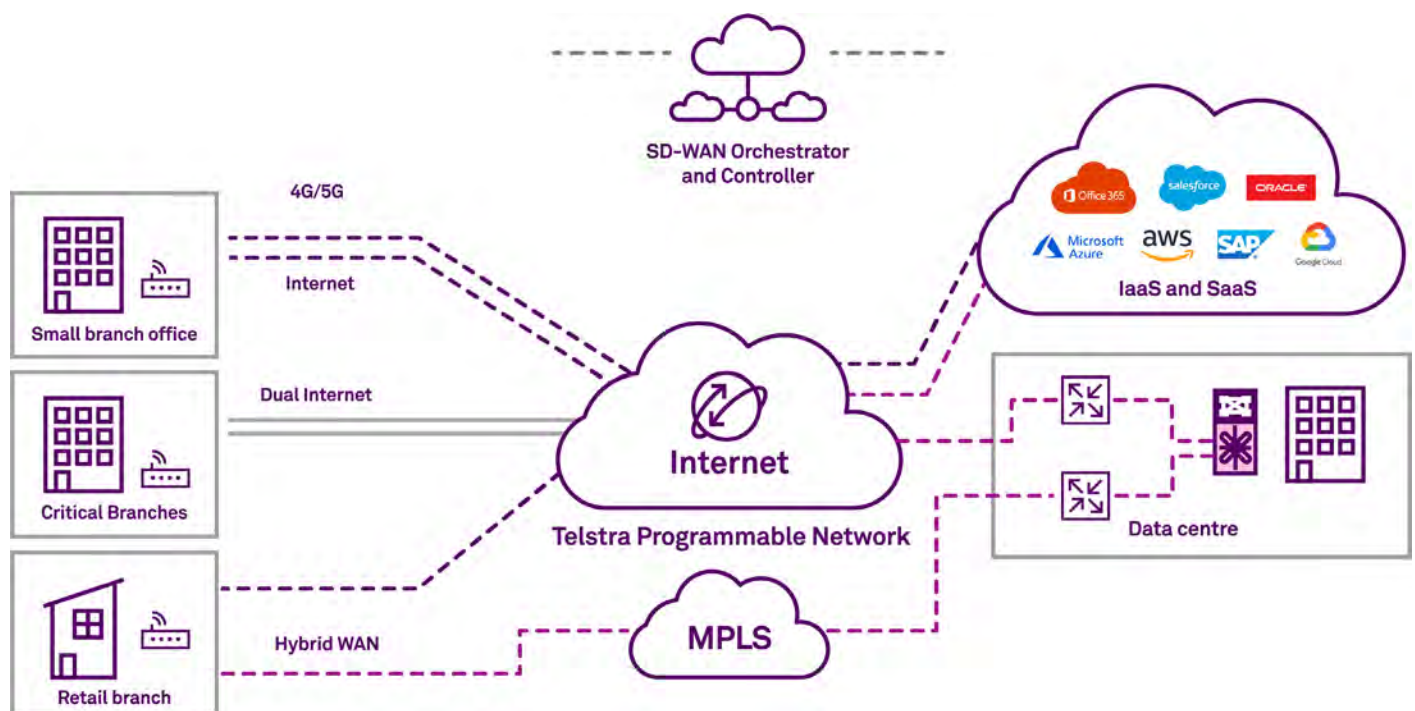 SD-WAN Orchestrator
and Controller
4G/5G
Internet
Small branch office
Dual Internet
Critical Branches
Hybrid WAN
Retail branch
Internet
Telstra Programmable Network
MPLS
Office 365
salesforce
ORACLE
Microsoft
Azure
aws
SAP
Google Cloud
IaaS and SaaS
Data centre